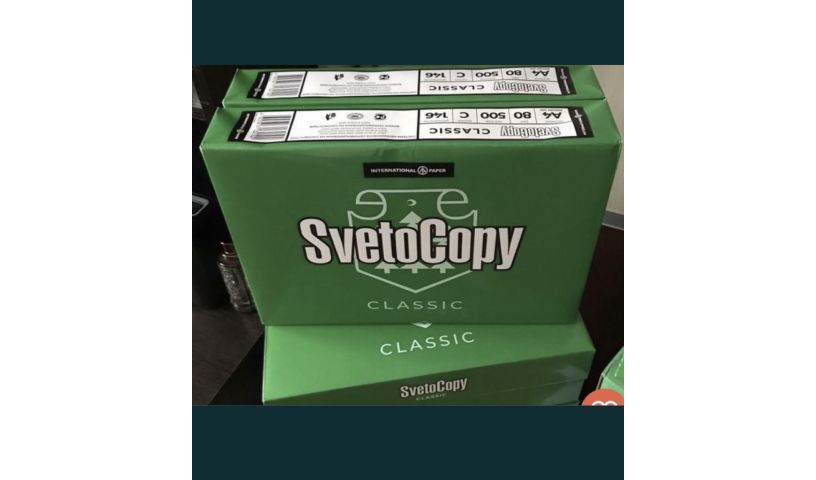 A4 80 500 C 146
SvetoCopy CLASSIC
A4 80 500 C 146
SvetoCopy CLASSIC
INTERNATIONAL PAPER
SvetoCopy
CLASSIC
CLASSIC
SvetoCopy
CLASSIC